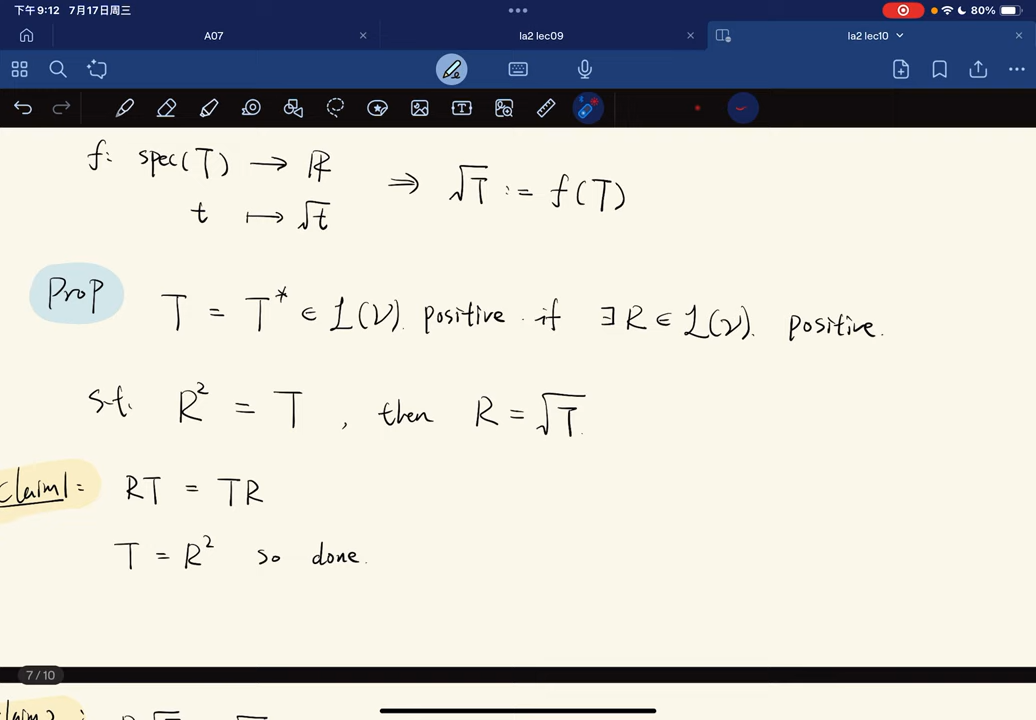 下午9:12 7月17日周三
80%
A07
la2 lec09
la2 lec10
f: spec(T) → ℝ
t ↦ √t
⇒ √T := f(T)
Prop T = T* ∈ L(V). positive. if ∃ R ∈ L(V). positive.
s.t. R² = T, then R = √T.
Claim1: RT = TR
T = R² so done.
7 / 10